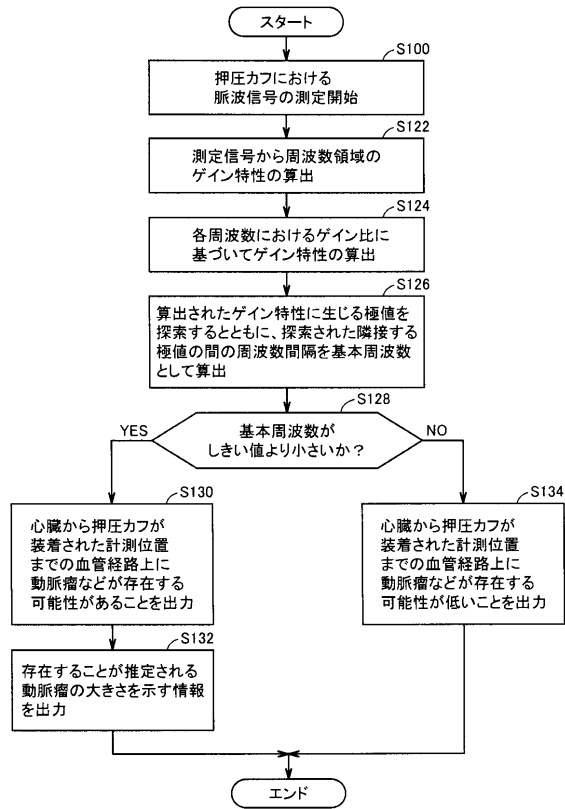 スタート
S100
押圧カフにおける
脈波信号の測定開始
S122
測定信号から周波数領域の
ゲイン特性の算出
S124
各周波数におけるゲイン比に
基づいてゲイン特性の算出
S126
算出されたゲイン特性に生じる極値を
探索するとともに、探索された隣接する
極値の間の周波数間隔を基本周波数
として算出
S128
基本周波数が
しきい値より小さいか？
YES
NO
S130
心臓から押圧カフが
装着された計測位置
までの血管経路上に
動脈瘤などが存在する
可能性があることを出力
S134
心臓から押圧カフが
装着された計測位置
までの血管経路上に
動脈瘤などが存在する
可能性が低いことを出力
S132
存在することが推定される
動脈瘤の大きさを示す情報
を出力
エンド